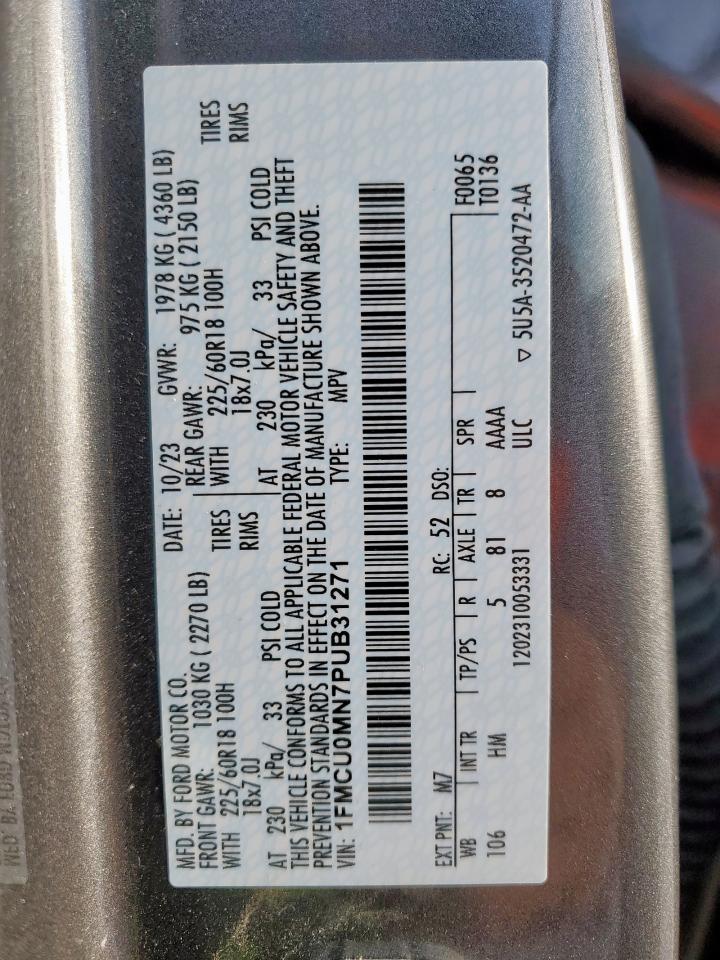 MFD. BY FORD MOTOR CO.
DATE: 10/23 GVWR: 1978 KG ( 4360 LB)
FRONT GAWR: 1030 KG ( 2270 LB) REAR GAWR: 975 KG ( 2150 LB)
WITH 225/60R18 100H TIRES WITH 225/60R18 100H TIRES
18x7.0J RIMS 18x7.0J RIMS
AT 230 kPa/ 33 PSI COLD AT 230 kPa/ 33 PSI COLD
THIS VEHICLE CONFORMS TO ALL APPLICABLE FEDERAL MOTOR VEHICLE SAFETY AND THEFT
PREVENTION STANDARDS IN EFFECT ON THE DATE OF MANUFACTURE SHOWN ABOVE.
VIN: 1FMCU0MN7PUB31271 TYPE: MPV
EXT PNT: M7 RC: 52 DSO: F0065
WB INT TR TP/PS R AXLE TR SPR T0136
106 HM 5 81 8 AAAA
1202310053331 ULC ▽ 5U5A-3520472-AA